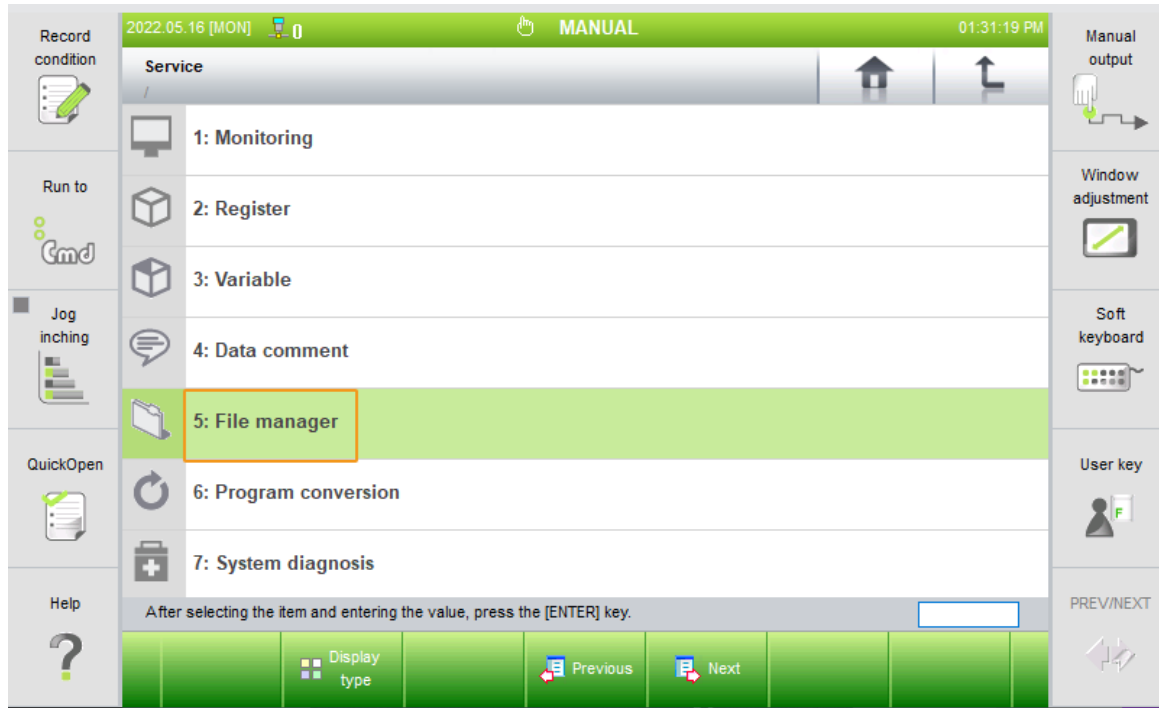 Record
condition
Run to
Cmd
Jog
inching
QuickOpen
Help
2022.05.16 [MON] 0 MANUAL 01:31:19 PM
Service
/
1: Monitoring
2: Register
3: Variable
4: Data comment
5: File manager
6: Program conversion
7: System diagnosis
After selecting the item and entering the value, press the [ENTER] key.
Display
type
Previous
Next
Manual
output
Window
adjustment
Soft
keyboard
User key
F
PREV/NEXT